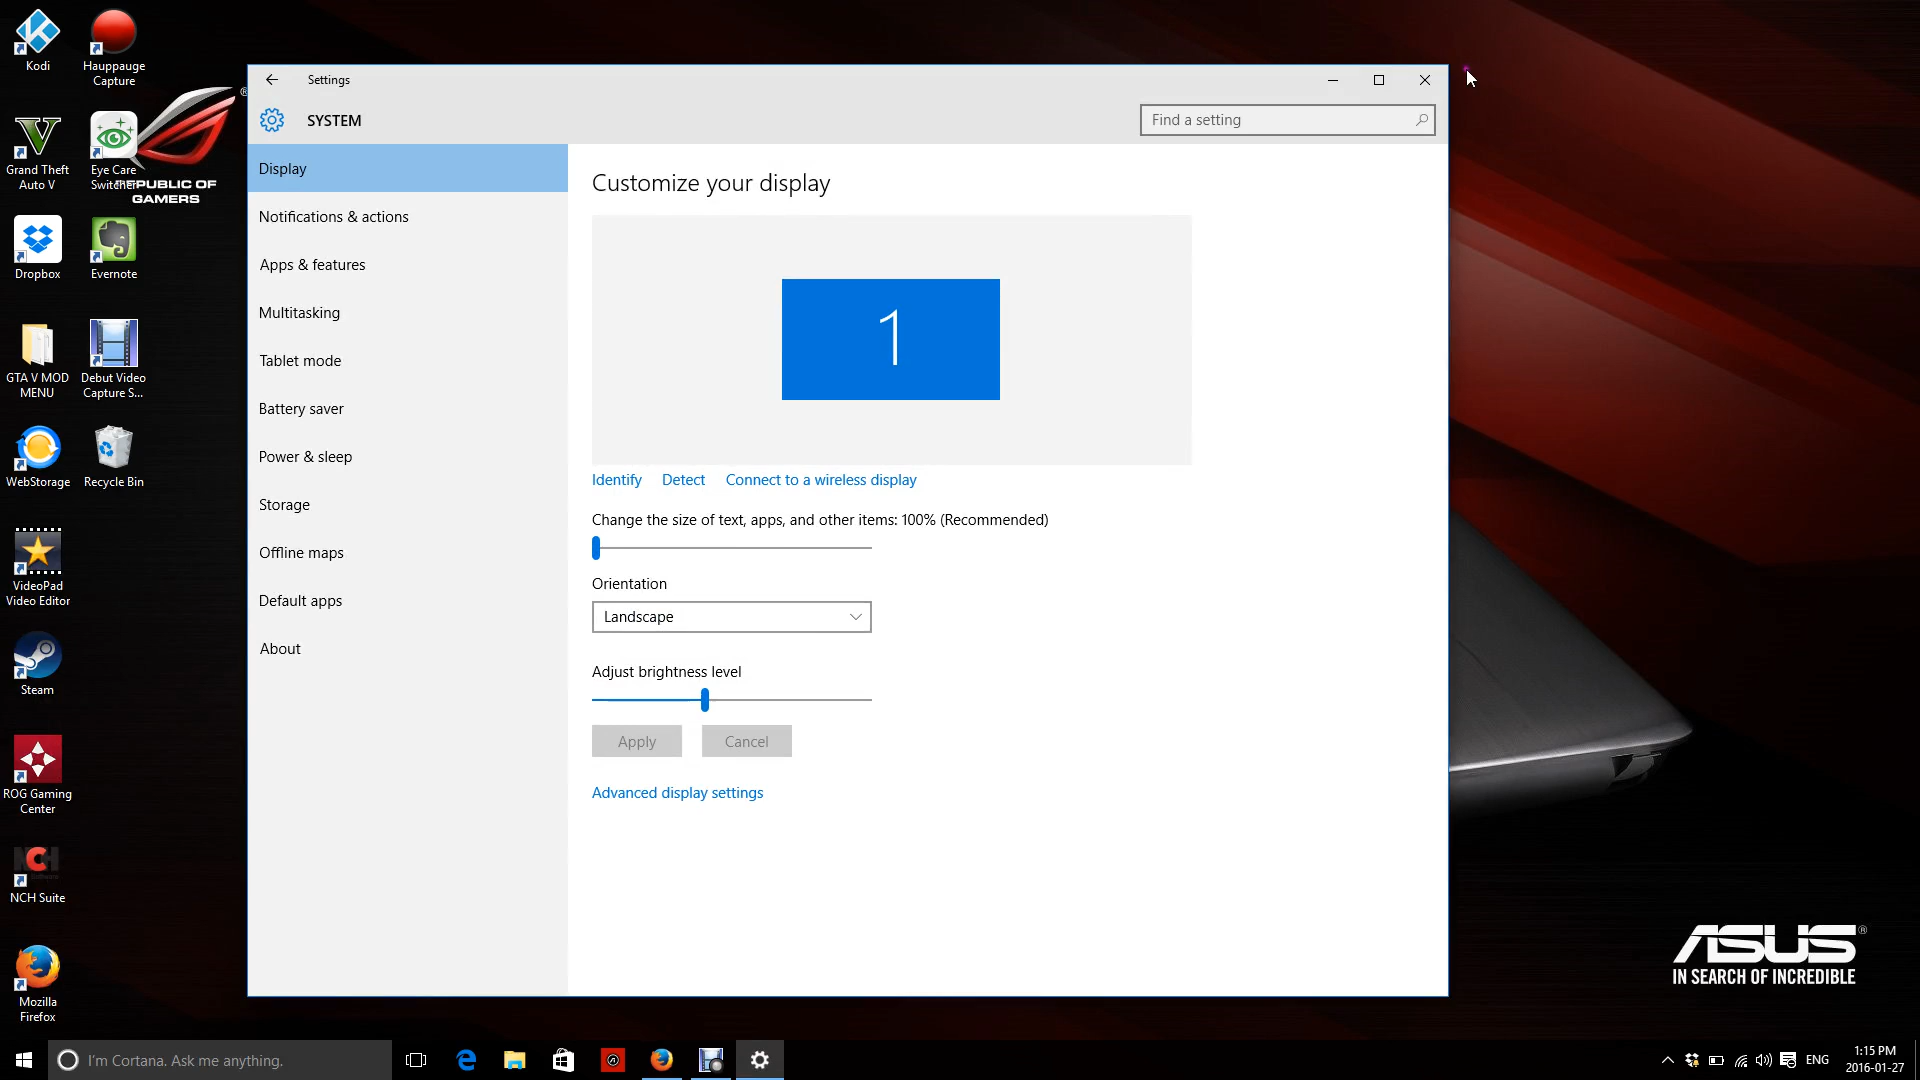 Kodi
Hauppauge
Capture
Grand Theft
Auto V
Eye Care
Switcher
REPUBLIC OF
GAMERS
®
Dropbox
Evernote
GTA V MOD
MENU
Debut Video
Capture S...
WebStorage
Recycle Bin
VideoPad
Video Editor
Steam
ROG Gaming
Center
NCH
NCH Suite
Mozilla
Firefox
Settings
SYSTEM
Find a setting
Display
Notifications & actions
Apps & features
Multitasking
Tablet mode
Battery saver
Power & sleep
Storage
Offline maps
Default apps
About
Customize your display
1
Identify Detect Connect to a wireless display
Change the size of text, apps, and other items: 100% (Recommended)
Orientation
Landscape
Adjust brightness level
Apply Cancel
Advanced display settings
ASUS®
IN SEARCH OF INCREDIBLE
I'm Cortana. Ask me anything.
ENG
1:15 PM
2016-01-27